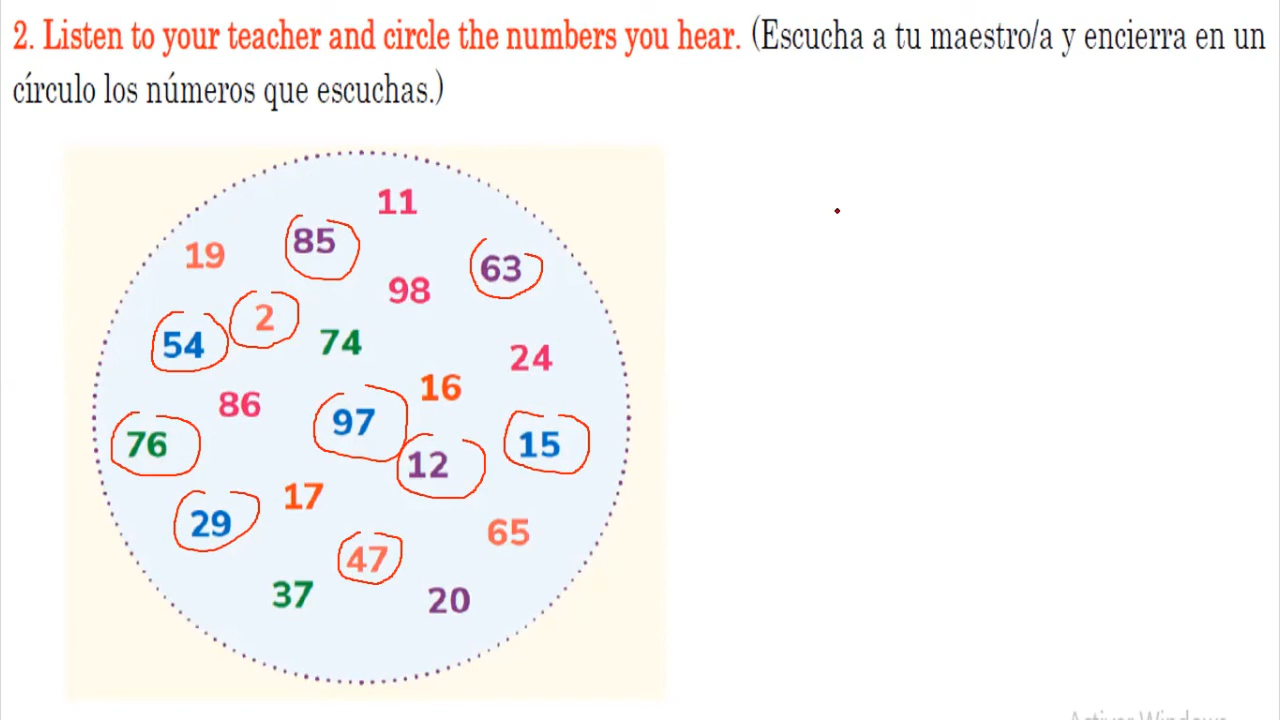 2. Listen to your teacher and circle the numbers you hear. (Escucha a tu maestro/a y encierra en un
círculo los números que escuchas.)
11
19 85 63
98
54 2 74 24
86 16
76 97 12 15
29 17 65
47
37 20